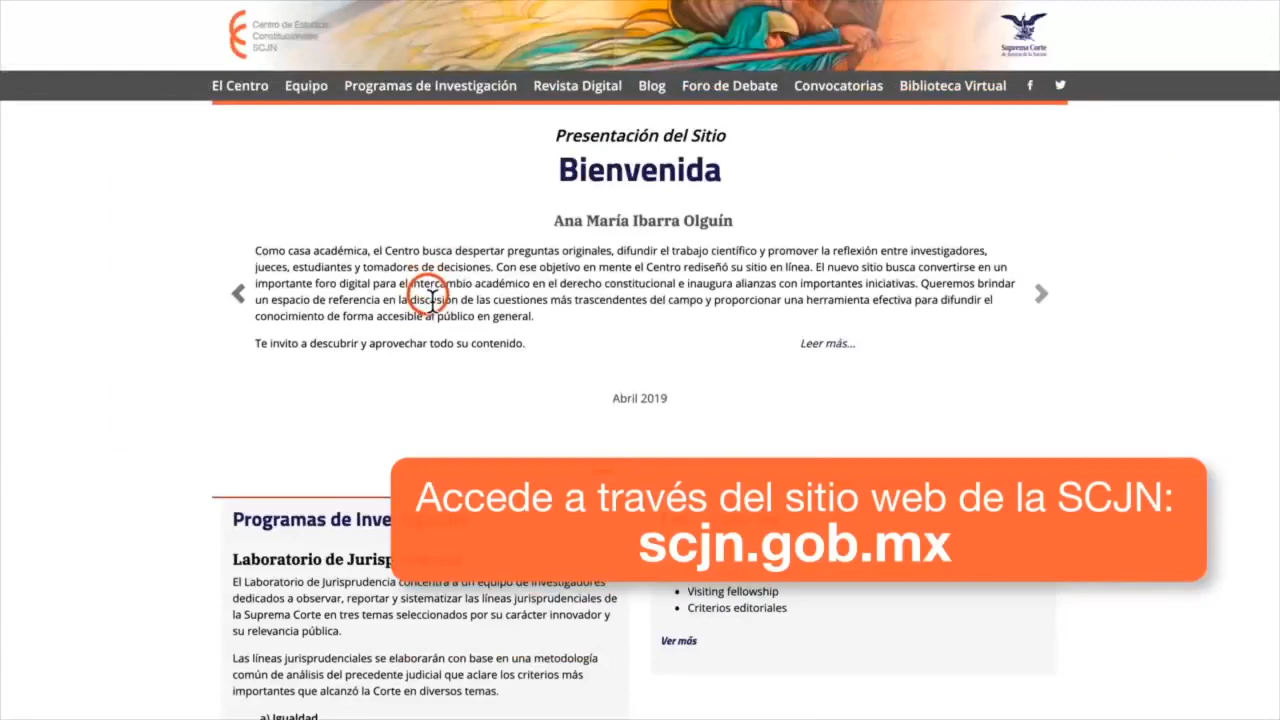 Centro de Estudios
Constitucionales
SCJN
Suprema Corte
de Justicia de la Nación
El Centro Equipo Programas de Investigación Revista Digital Blog Foro de Debate Convocatorias Biblioteca Virtual
Presentación del Sitio
Bienvenida
Ana María Ibarra Olguín
Como casa académica, el Centro busca despertar preguntas originales, difundir el trabajo científico y promover la reflexión entre investigadores,
jueces, estudiantes y tomadores de decisiones. Con ese objetivo en mente el Centro rediseñó su sitio en línea. El nuevo sitio busca convertirse en un
importante foro digital para el intercambio académico en el derecho constitucional e inaugura alianzas con importantes iniciativas. Queremos brindar
un espacio de referencia en la discusión de las cuestiones más trascendentes del campo y proporcionar una herramienta efectiva para difundir el
conocimiento de forma accesible al público en general.
Te invito a descubrir y aprovechar todo su contenido. Leer más...
Abril 2019
Accede a través del sitio web de la SCJN:
scjn.gob.mx
Programas de Inve
Laboratorio de Jurisp
El Laboratorio de Jurisprudencia concentra a un equipo de investigadores
dedicados a observar, reportar y sistematizar las líneas jurisprudenciales de
la Suprema Corte en tres temas seleccionados por su carácter innovador y
su relevancia pública.
Las líneas jurisprudenciales se elaborarán con base en una metodología
común de análisis del precedente judicial que aclare los criterios más
importantes que alcanzó la Corte en diversos temas.
a) Igualdad
• Visiting fellowship
• Criterios editoriales
Ver más